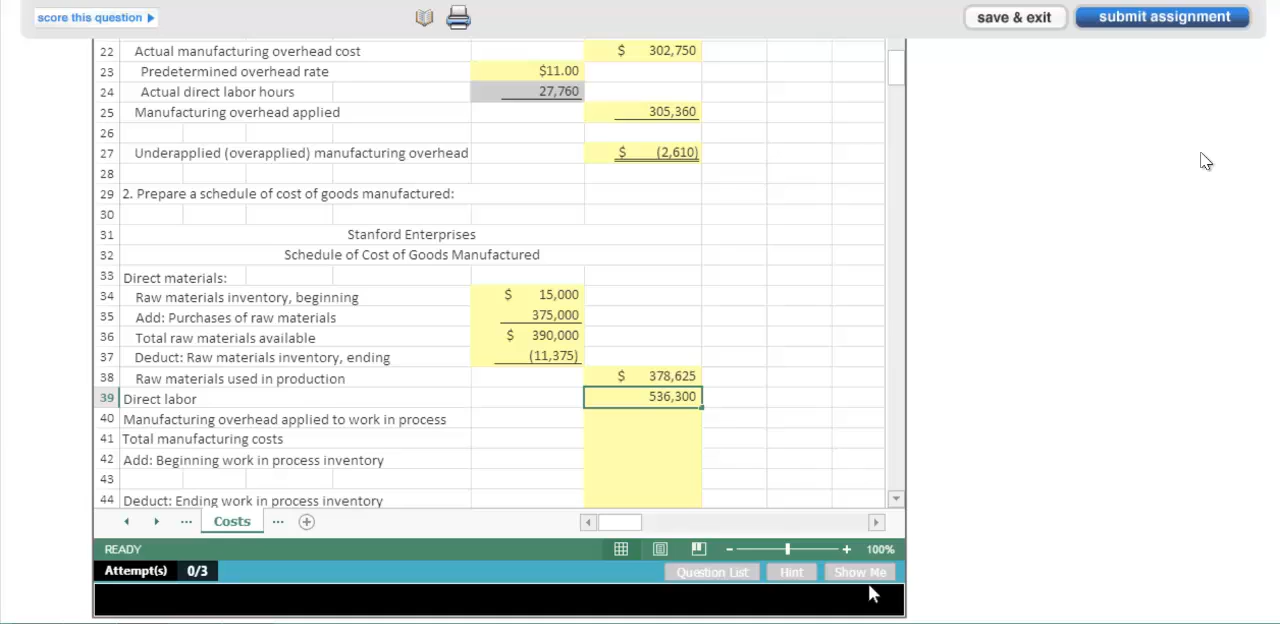 score this question
save & exit
submit assignment
22 Actual manufacturing overhead cost $ 302,750
23 Predetermined overhead rate $11.00
24 Actual direct labor hours 27,760
25 Manufacturing overhead applied 305,360
26
27 Underapplied (overapplied) manufacturing overhead $ (2,610)
28
29 2. Prepare a schedule of cost of goods manufactured:
30
31 Stanford Enterprises
32 Schedule of Cost of Goods Manufactured
33 Direct materials:
34 Raw materials inventory, beginning $ 15,000
35 Add: Purchases of raw materials 375,000
36 Total raw materials available $ 390,000
37 Deduct: Raw materials inventory, ending (11,375)
38 Raw materials used in production $ 378,625
39 Direct labor 536,300
40 Manufacturing overhead applied to work in process
41 Total manufacturing costs
42 Add: Beginning work in process inventory
43
44 Deduct: Ending work in process inventory
... Costs ...
READY 100%
Attempt(s) 0/3 Question List Hint Show Me